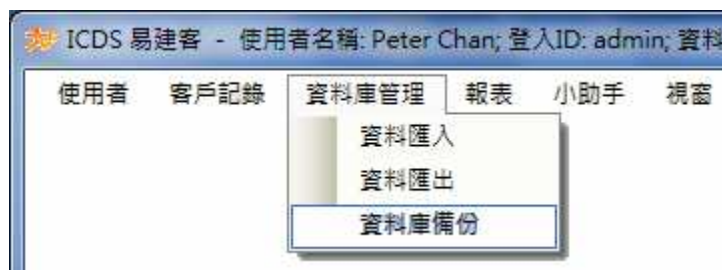 ICDS 易建客 - 使用者名稱: Peter Chan; 登入ID: admin; 資料
使用者 客戶記錄 資料庫管理 報表 小助手 視窗
資料匯入
資料匯出
資料庫備份